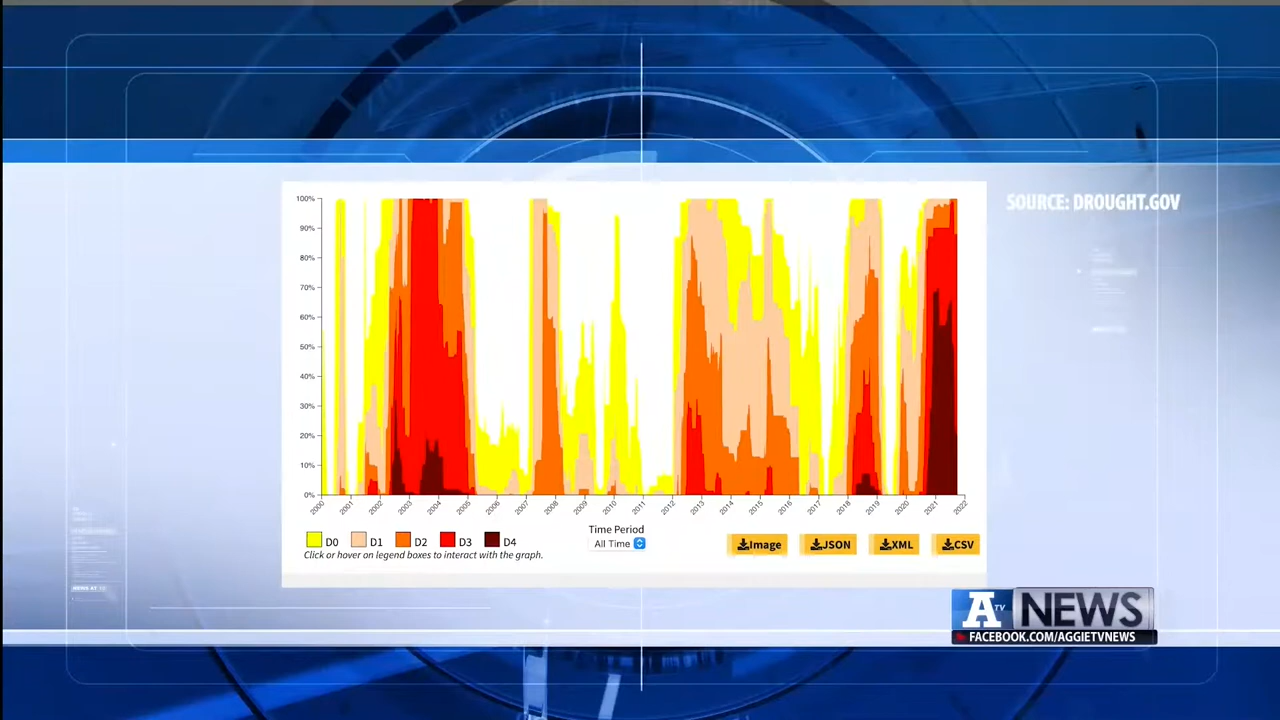 SOURCE: DROUGHT.GOV
100%
90%
80%
70%
60%
50%
40%
30%
20%
10%
0%
2000 2001 2002 2003 2004 2005 2006 2007 2008 2009 2010 2011 2012 2013 2014 2015 2016 2017 2018 2019 2020 2021 2022
D0 D1 D2 D3 D4
Click or hover on legend boxes to interact with the graph.
Time Period
All Time
Image JSON XML CSV
ATV NEWS
FACEBOOK.COM/AGGIETVNEWS